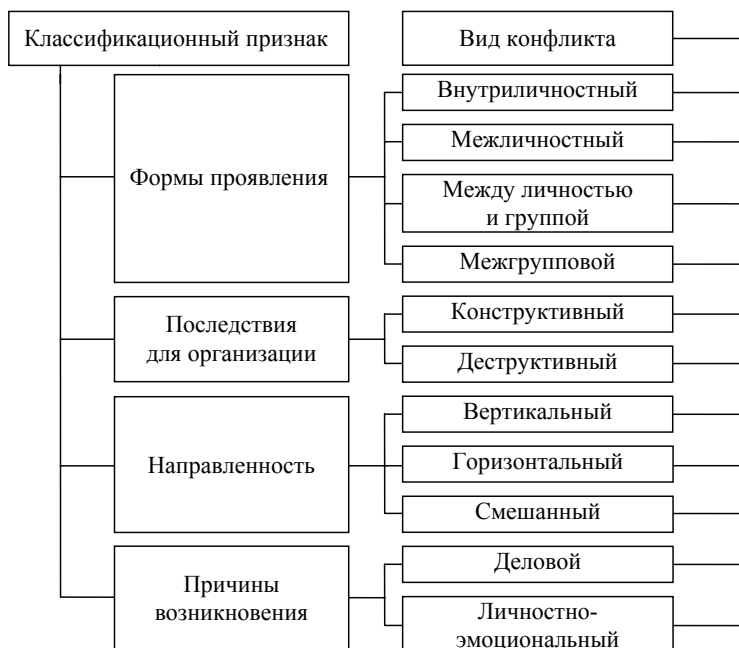 Классификационный признак
Вид конфликта
Формы проявления
Внутриличностный
Межличностный
Между личностью
и группой
Межгрупповой
Последствия
для организации
Конструктивный
Деструктивный
Направленность
Вертикальный
Горизонтальный
Смешанный
Причины
возникновения
Деловой
Личностно-
эмоциональный